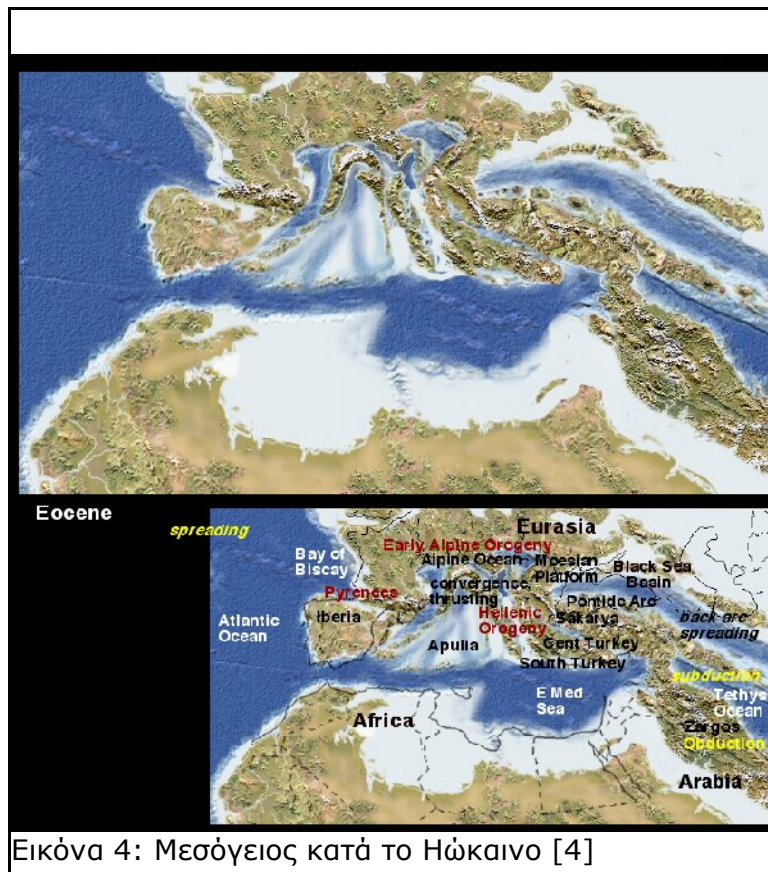 Eocene
spreading
Eurasia
Bay of
Biscay
Early Alpine Orogeny
Alpine Ocean
Moesian
Platform
Black Sea
Basin
convergence,
thrusting
Pyrenees
Iberia
Pontide Arc
Sakarya
back arc
spreading
Atlantic
Ocean
Hellenic
Orogeny
Apulia
Cent Turkey
South Turkey
subduction
Tethys
Ocean
E Med
Sea
Africa
Zargos
Obduction
Arabia
Εικόνα 4: Μεσόγειος κατά το Ηώκαινο [4]